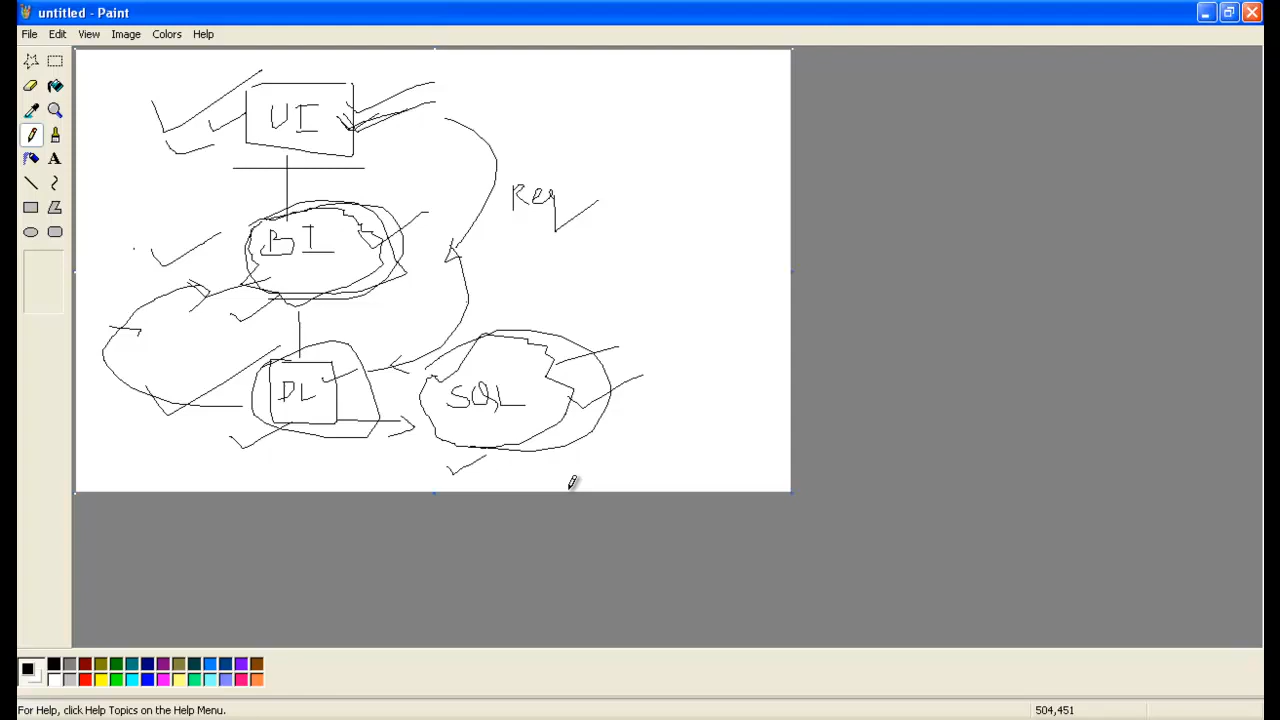 untitled - Paint
File Edit View Image Colors Help
UI
Req
BI
DL
SQL
For Help, click Help Topics on the Help Menu.
504,451